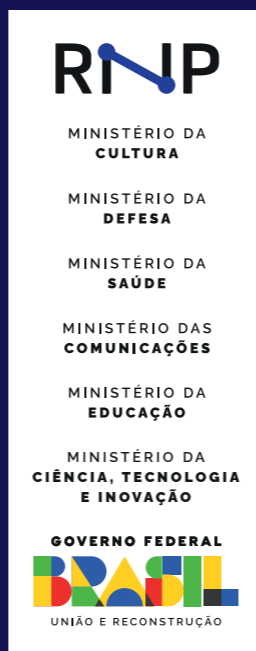 RNP
MINISTÉRIO DA
CULTURA
MINISTÉRIO DA
DEFESA
MINISTÉRIO DA
SAÚDE
MINISTÉRIO DAS
COMUNICAÇÕES
MINISTÉRIO DA
EDUCAÇÃO
MINISTÉRIO DA
CIÊNCIA, TECNOLOGIA
E INOVAÇÃO
GOVERNO FEDERAL
BRASIL
UNIÃO E RECONSTRUÇÃO